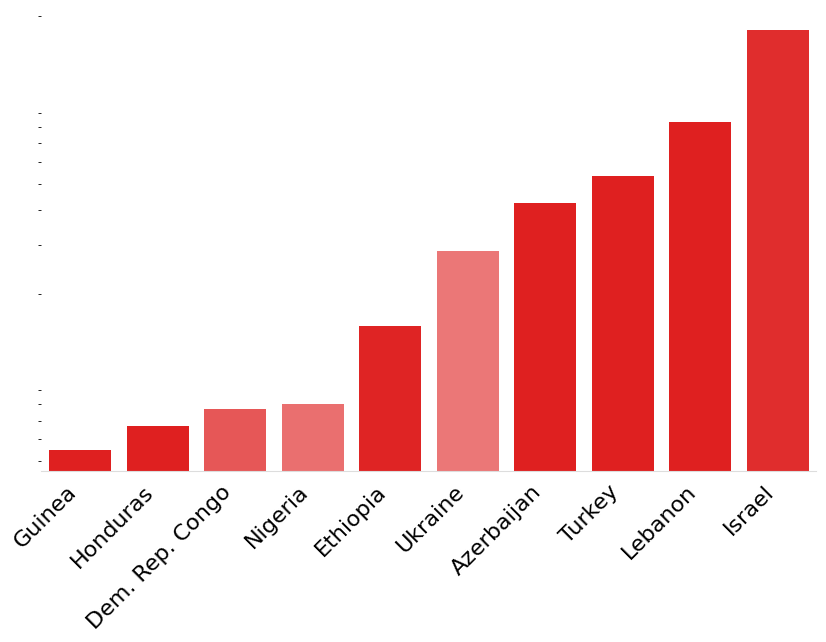 Guinea
Honduras
Dem. Rep. Congo
Nigeria
Ethiopia
Ukraine
Azerbaijan
Turkey
Lebanon
Israel